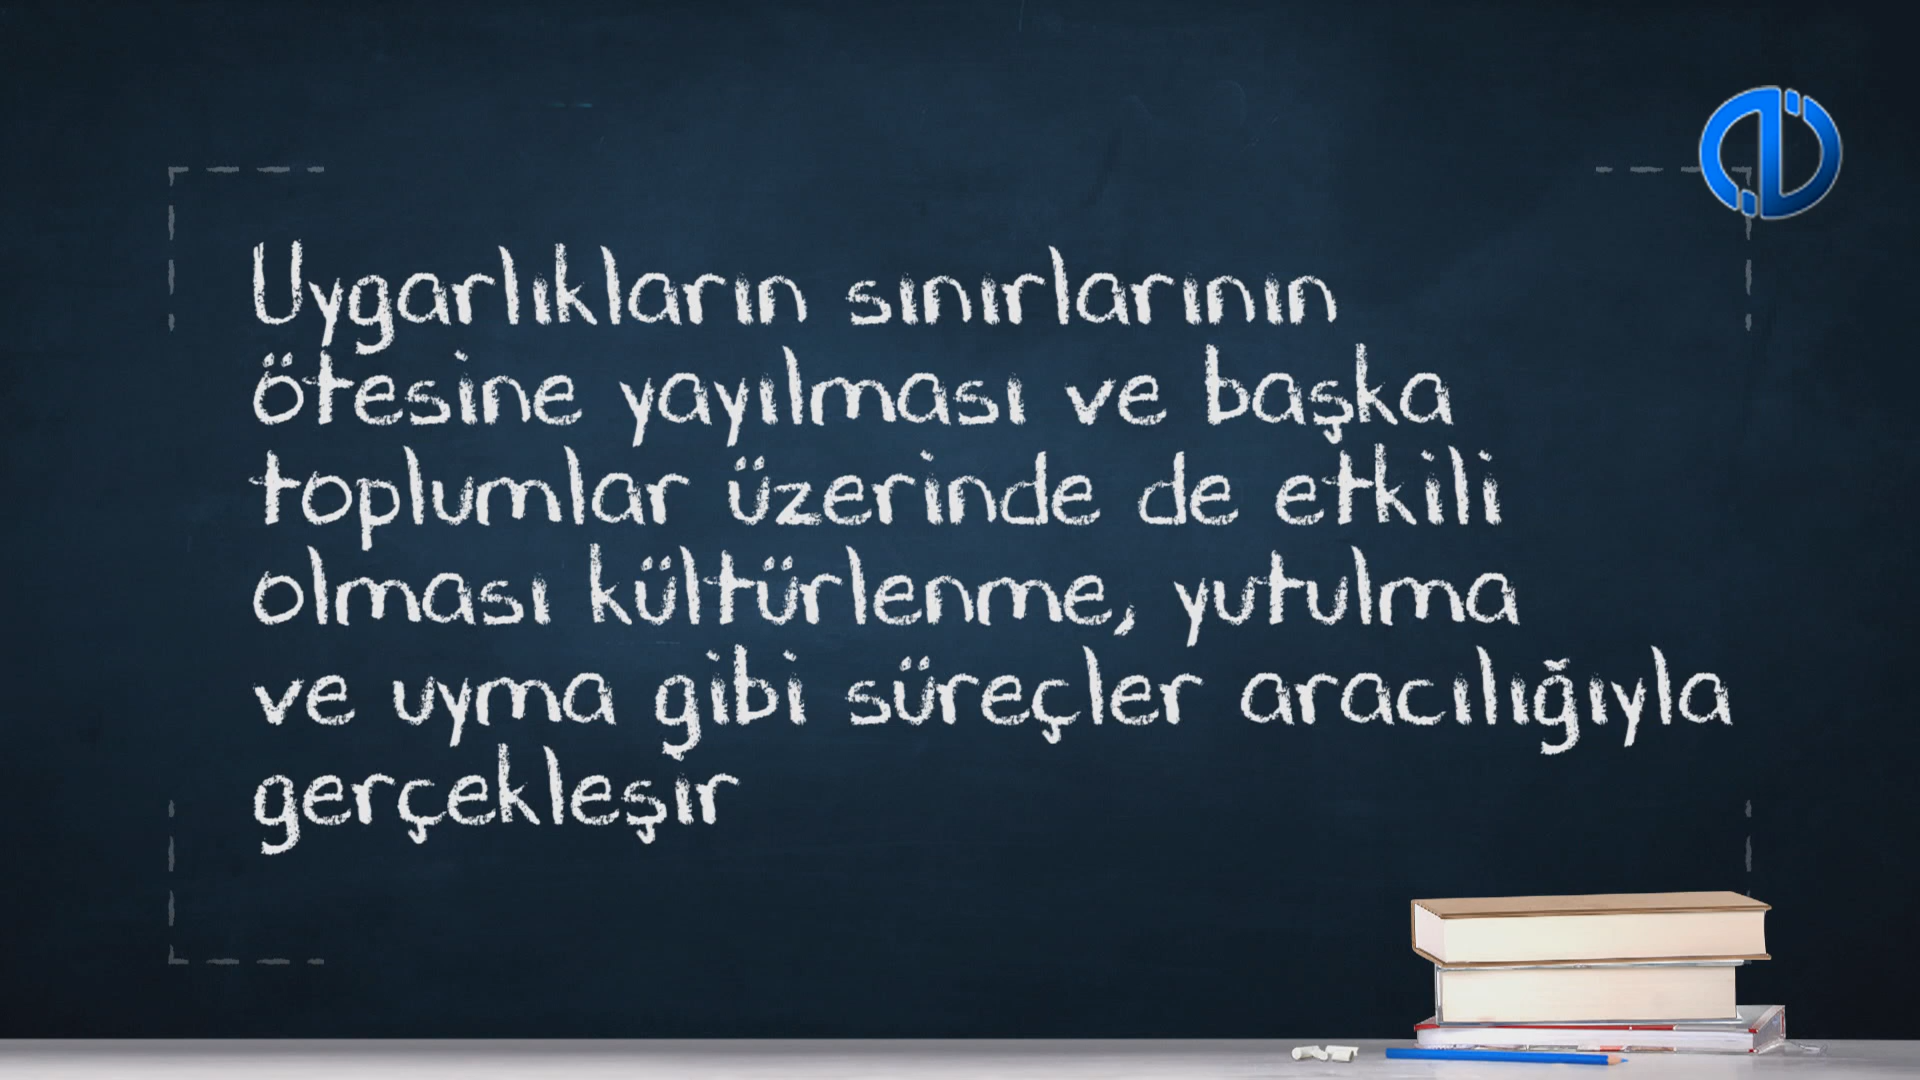 Uygarlıkların sınırlarının
ötesine yayılması ve başka
toplumlar üzerinde de etkili
olması kültürlenme, yutulma
ve uyma gibi süreçler aracılığıyla
gerçekleşir